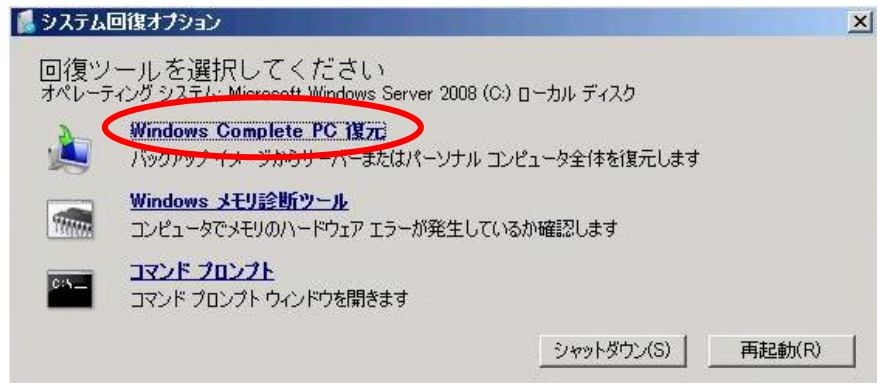 システム回復オプション
回復ツールを選択してください
オペレーティング システム: Microsoft Windows Server 2008 (C:) ローカル ディスク
Windows Complete PC 復元
バックアップ イメージからサーバーまたはパーソナル コンピュータ全体を復元します
Windows メモリ診断ツール
コンピュータでメモリのハードウェア エラーが発生しているか確認します
C:\
コマンド プロンプト
コマンド プロンプト ウィンドウを開きます
シャットダウン(S) 再起動(R)